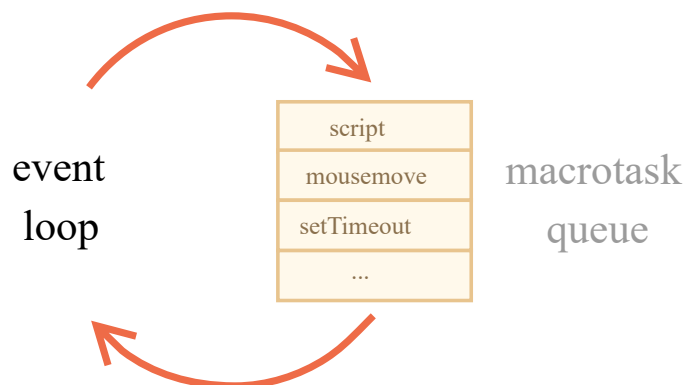 event
loop
script
mousemove
setTimeout
...
macrotask
queue